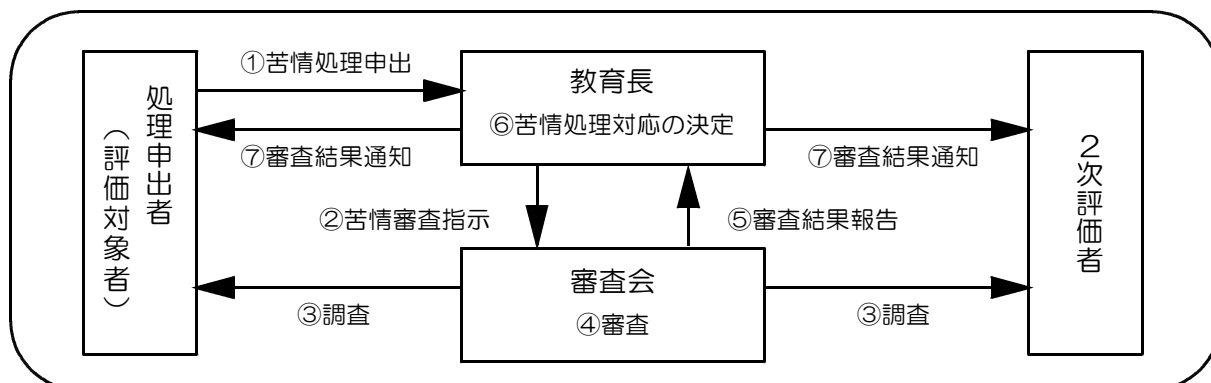 処理申出者
（評価対象者）
①苦情処理申出
教育長
⑥苦情処理対応の決定
⑦審査結果通知
⑦審査結果通知
②苦情審査指示
⑤審査結果報告
審査会
④審査
③調査
③調査
２次評価者